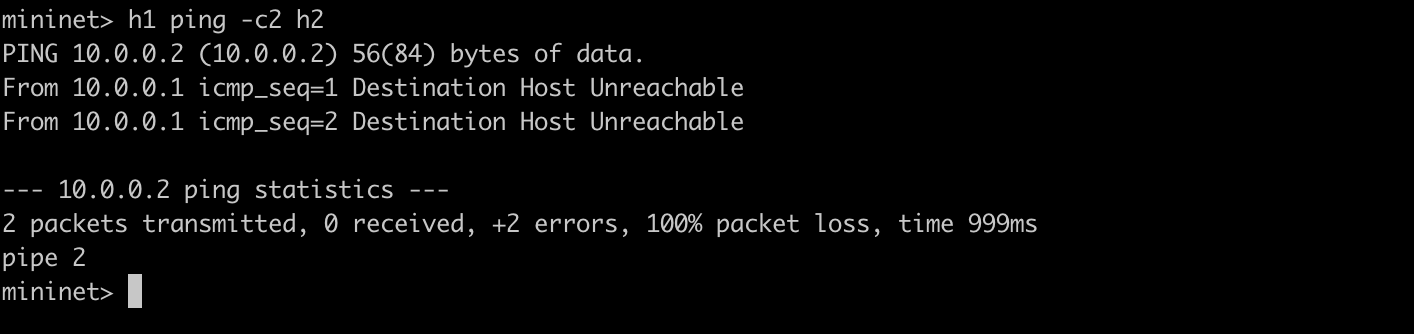 mininet> h1 ping -c2 h2
PING 10.0.0.2 (10.0.0.2) 56(84) bytes of data.
From 10.0.0.1 icmp_seq=1 Destination Host Unreachable
From 10.0.0.1 icmp_seq=2 Destination Host Unreachable

--- 10.0.0.2 ping statistics ---
2 packets transmitted, 0 received, +2 errors, 100% packet loss, time 999ms
pipe 2
mininet>